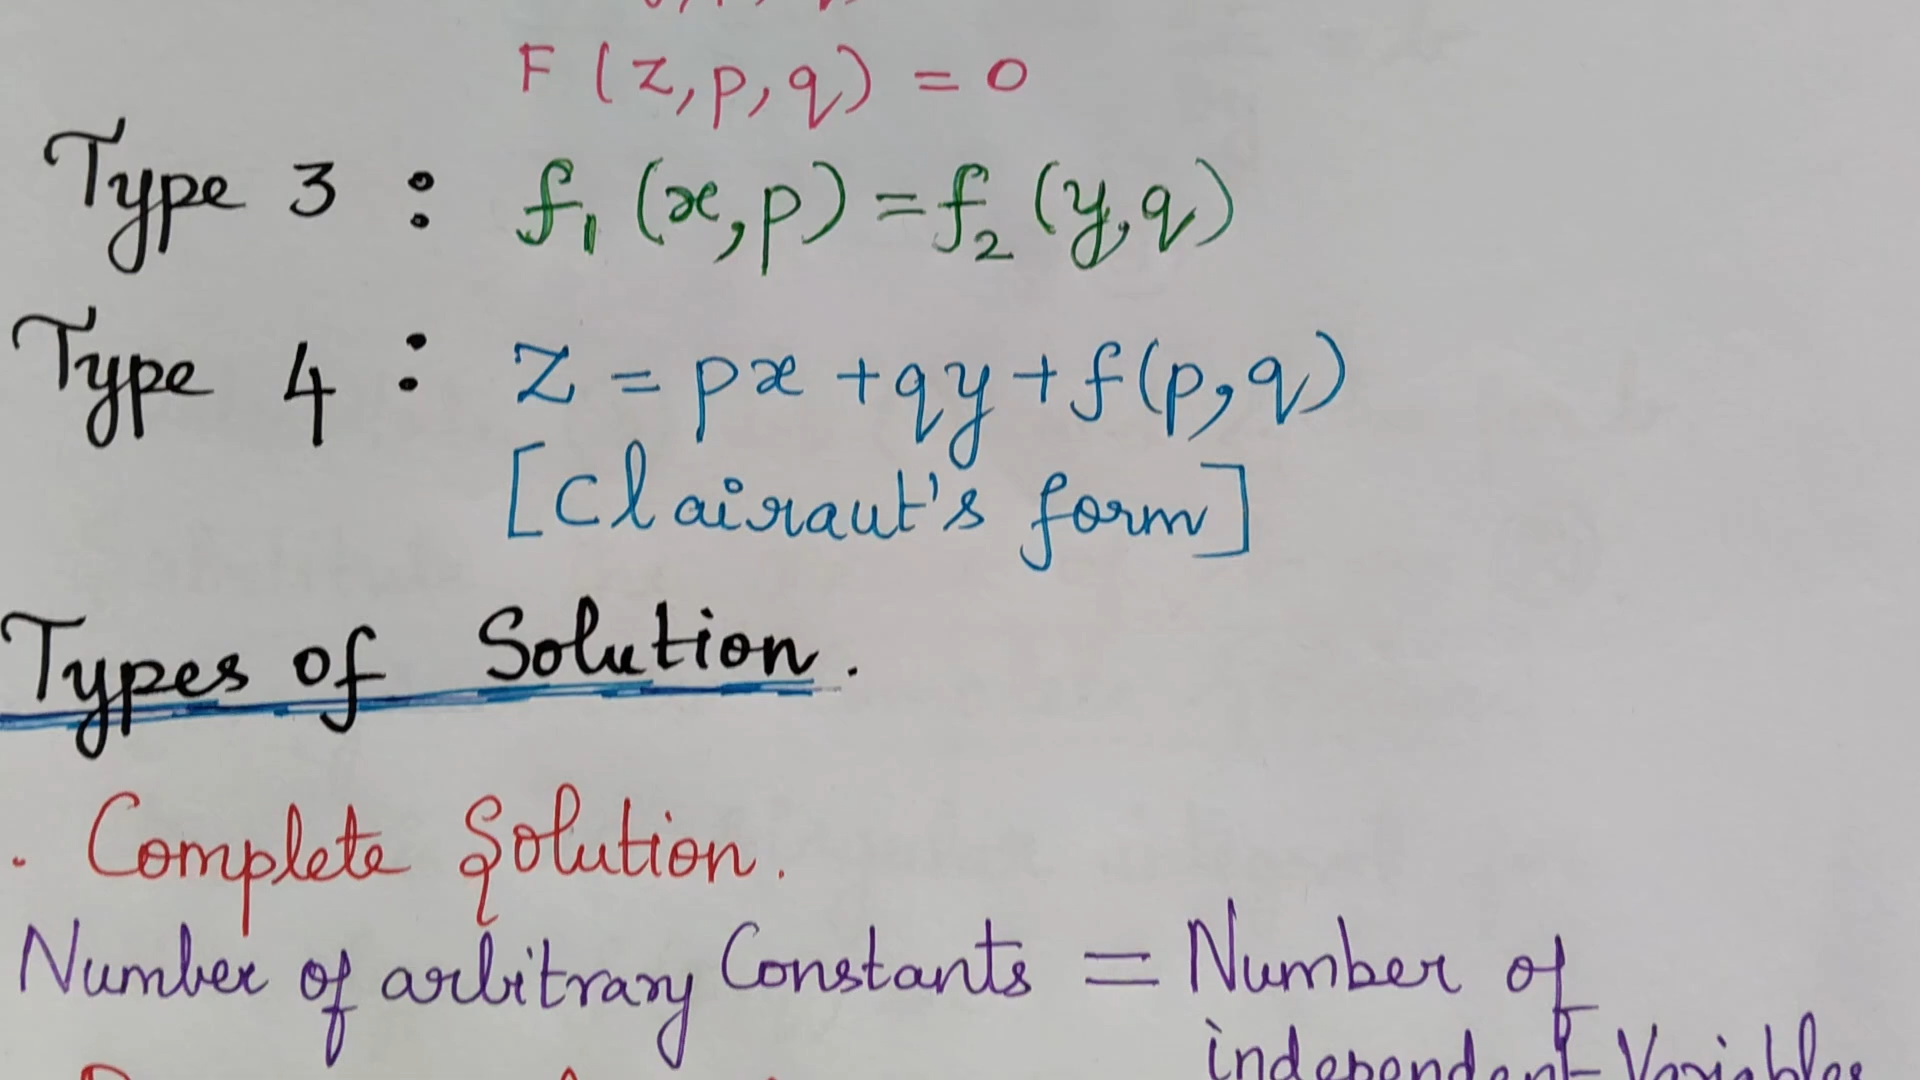 F (z, p, q) = 0
Type 3 : f₁ (x, p) = f₂ (y, q)
Type 4 : z = px + qy + f(p, q)
[Clairaut's form]
Types of Solution.
. Complete Solution.
Number of arbitrary Constants = Number of
independent Variables